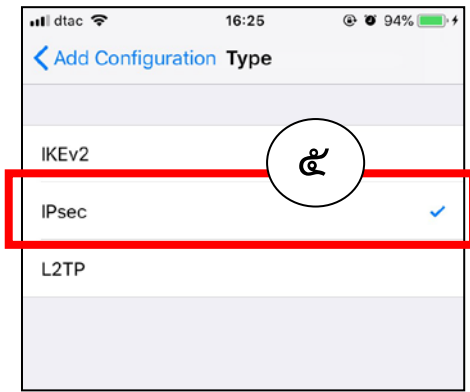 dtac 16:25 94%
Add Configuration Type
IKEv2
๕
IPsec
L2TP